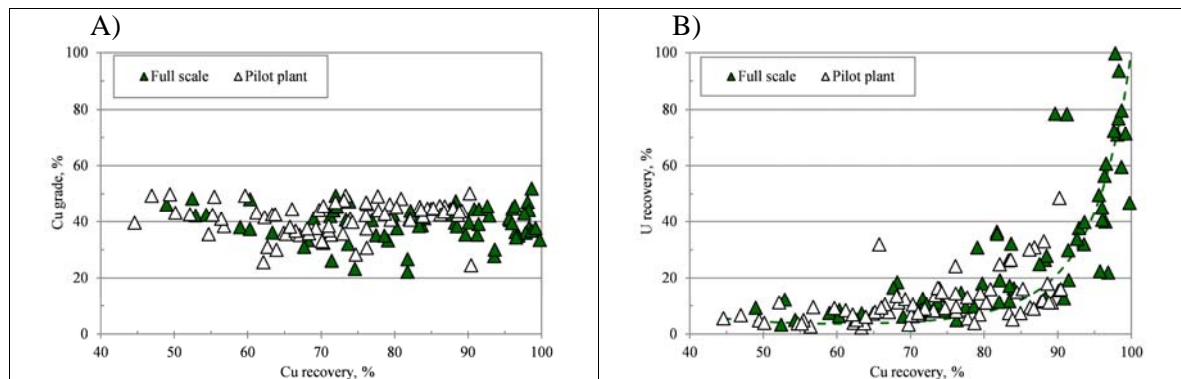 A)
100
80
60
40
20
0
Cu grade, %
▲ Full scale △ Pilot plant
40 50 60 70 80 90 100
Cu recovery, %
B)
100
80
60
40
20
0
U recovery, %
▲ Full scale △ Pilot plant
40 50 60 70 80 90 100
Cu recovery, %